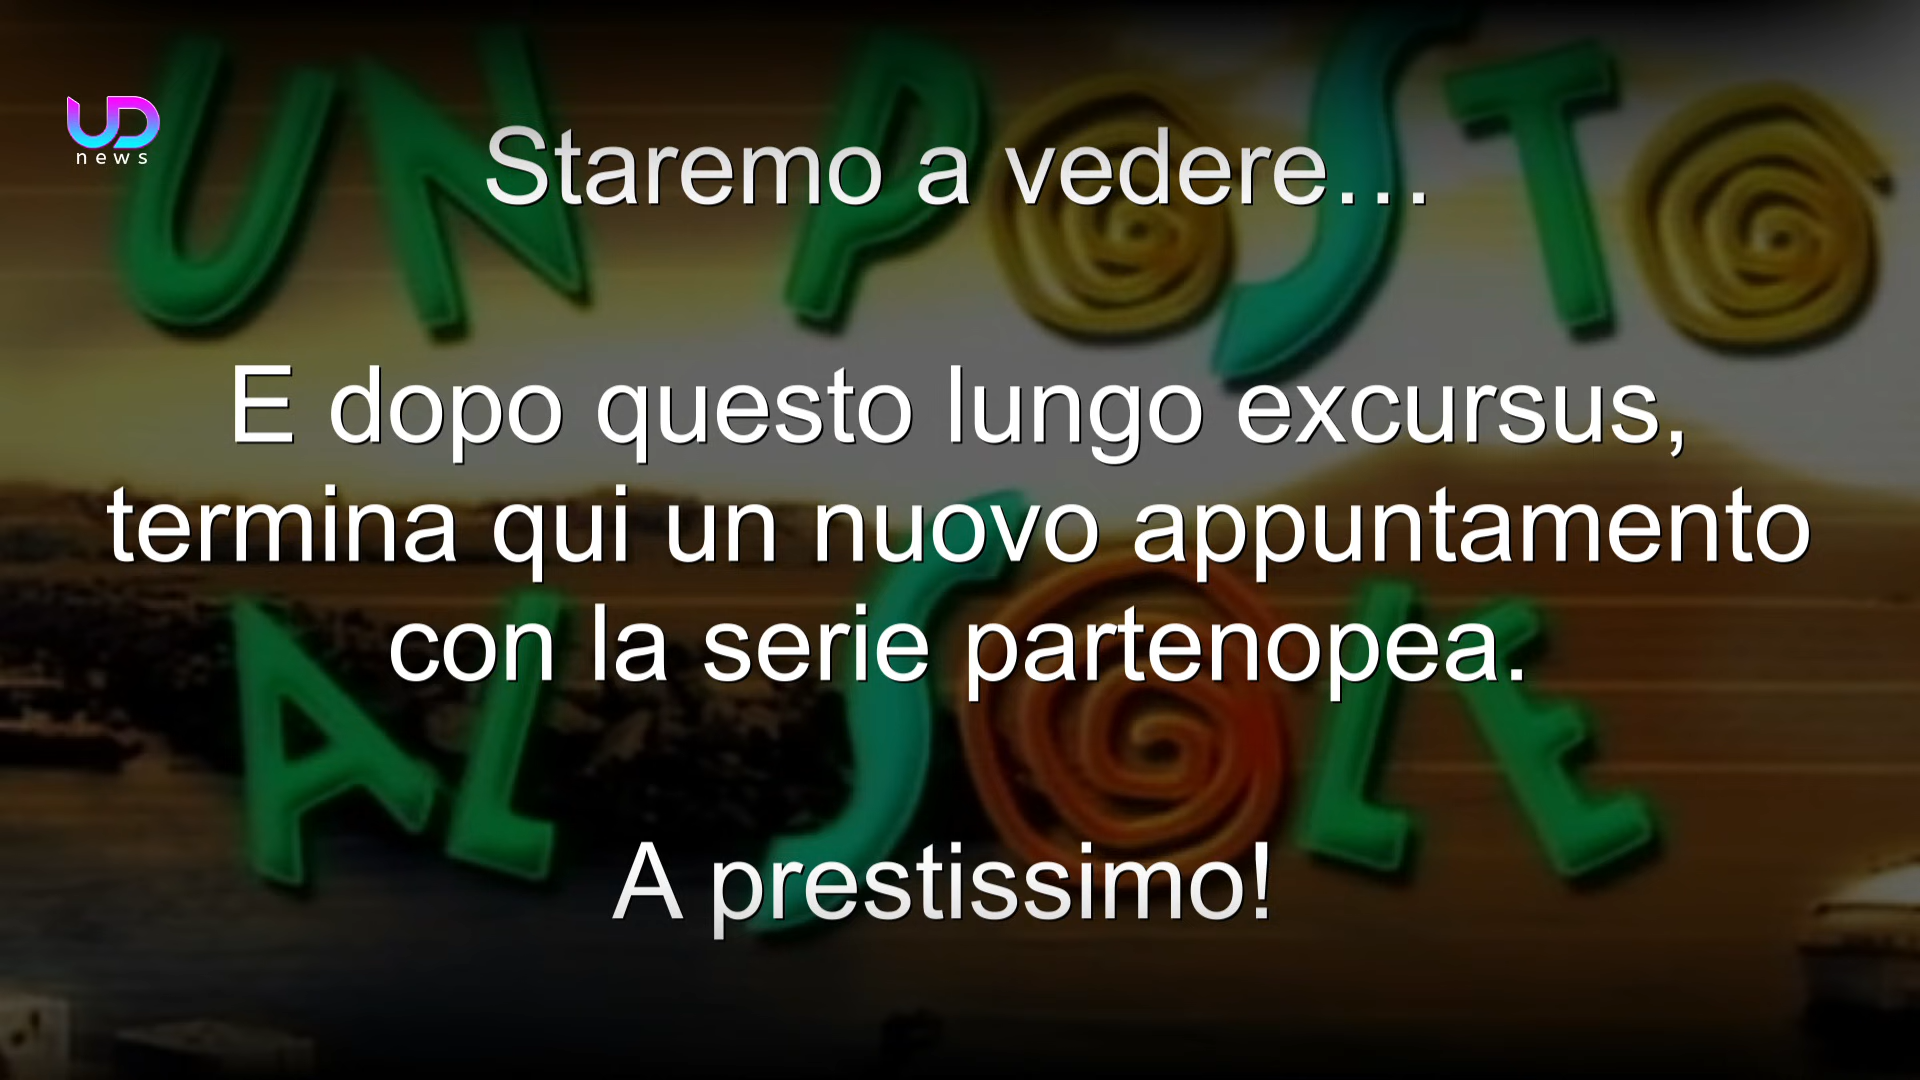 UD
news
UN POSTO
Staremo a vedere...
E dopo questo lungo excursus,
termina qui un nuovo appuntamento
con la serie partenopea.
AL SOLE
A prestissimo!